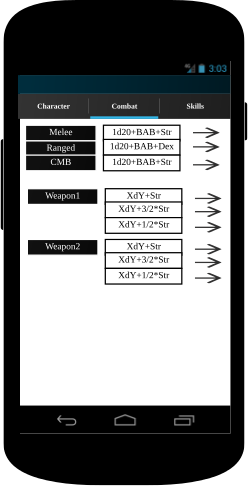 3:03
Character Combat Skills
Melee 1d20+BAB+Str
Ranged 1d20+BAB+Dex
CMB 1d20+BAB+Str
Weapon1 XdY+Str
XdY+3/2*Str
XdY+1/2*Str
Weapon2 XdY+Str
XdY+3/2*Str
XdY+1/2*Str